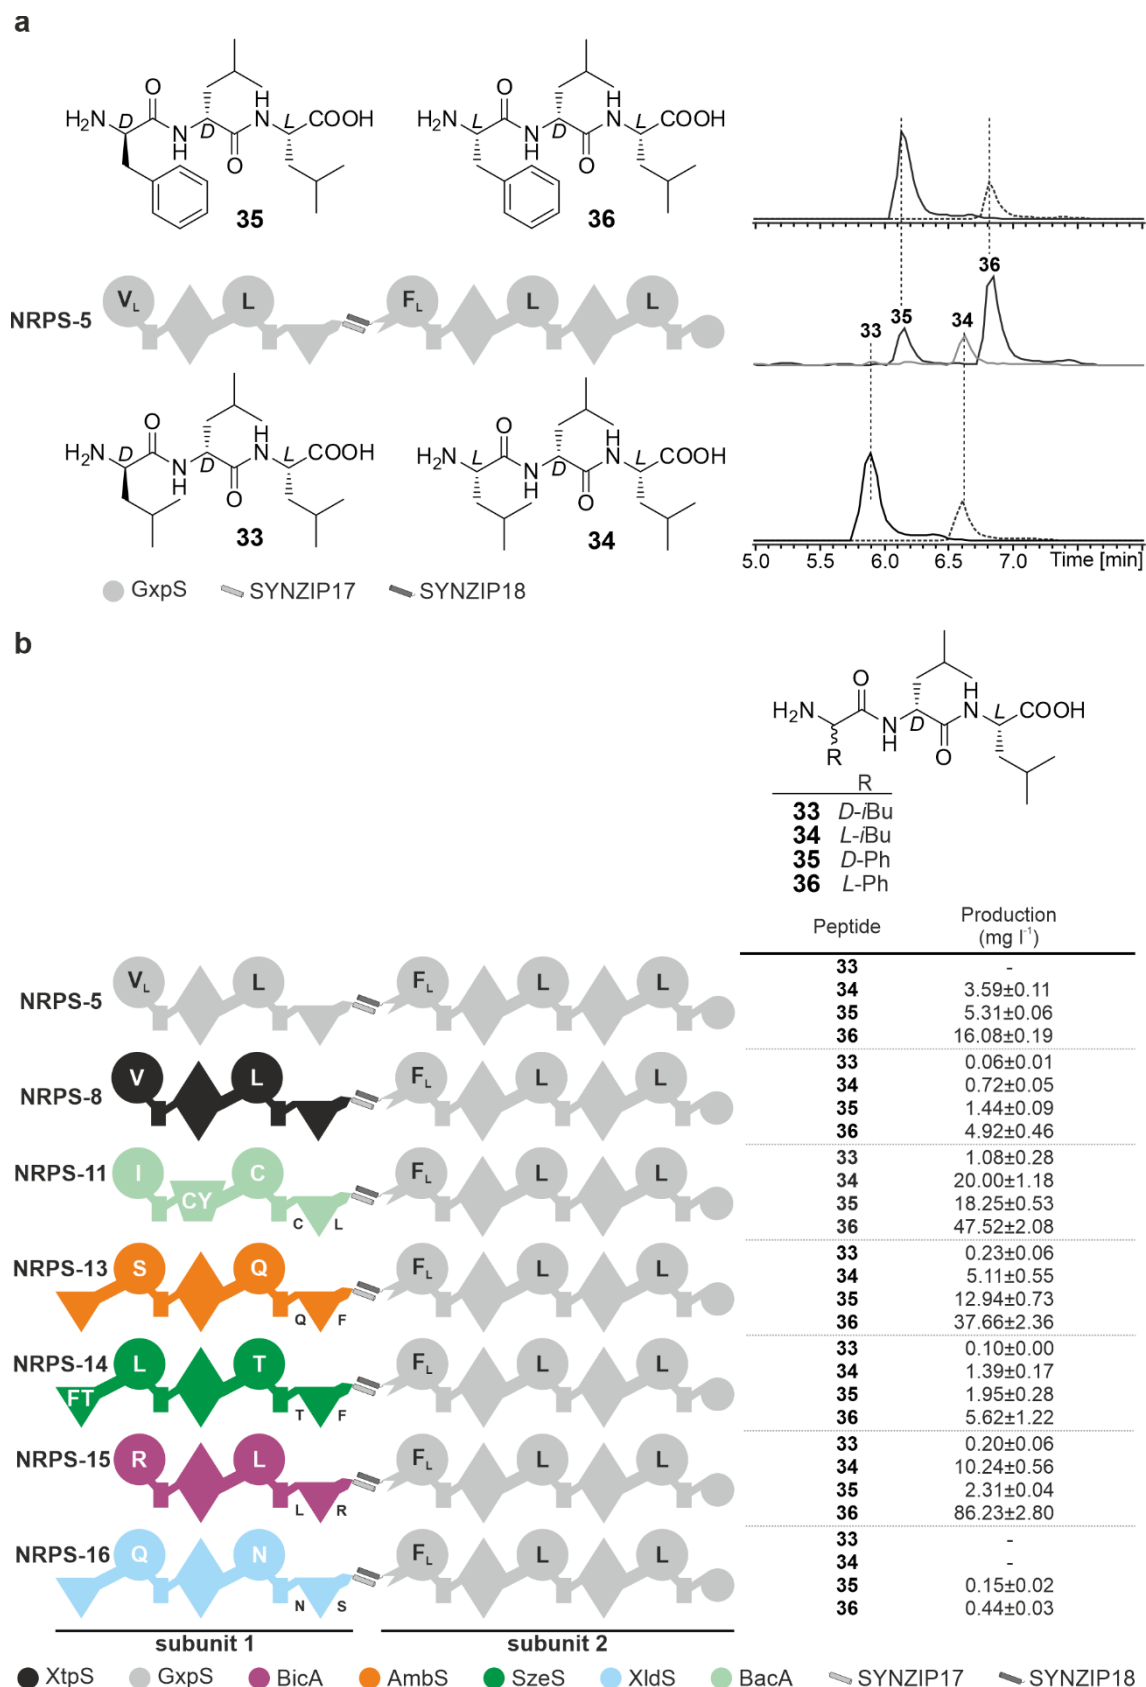 a
O
H
H2N
D
N
H
D
O
N
L
COOH
35
O
H
H2N
L
N
H
D
O
N
L
COOH
36
36
33
35
34
NRPS-5
VL
L
FL
L
L
O
H
H2N
D
N
H
D
O
N
L
COOH
33
O
H
H2N
L
N
H
D
O
N
L
COOH
34
5.0 5.5 6.0 6.5 7.0 Time [min]
GxpS SYNZIP17 SYNZIP18
b
O
H
H2N
N
H
D
O
N
L
COOH
R
R
33 D-iBu
34 L-iBu
35 D-Ph
36 L-Ph
Peptide Production (mg l-1)
NRPS-5 VL L FL L L
33 -
34 3.59±0.11
35 5.31±0.06
36 16.08±0.19
NRPS-8 V L FL L L
33 0.06±0.01
34 0.72±0.05
35 1.44±0.09
36 4.92±0.46
NRPS-11 I CY C C L FL L L
33 1.08±0.28
34 20.00±1.18
35 18.25±0.53
36 47.52±2.08
NRPS-13 S Q Q F FL L L
33 0.23±0.06
34 5.11±0.55
35 12.94±0.73
36 37.66±2.36
NRPS-14 FT L T T F FL L L
33 0.10±0.00
34 1.39±0.17
35 1.95±0.28
36 5.62±1.22
NRPS-15 R L L R FL L L
33 0.20±0.06
34 10.24±0.56
35 2.31±0.04
36 86.23±2.80
NRPS-16 Q N N S FL L L
33 -
34 -
35 0.15±0.02
36 0.44±0.03
subunit 1 subunit 2
XtpS GxpS BicA AmbS SzeS XldS BacA SYNZIP17 SYNZIP18